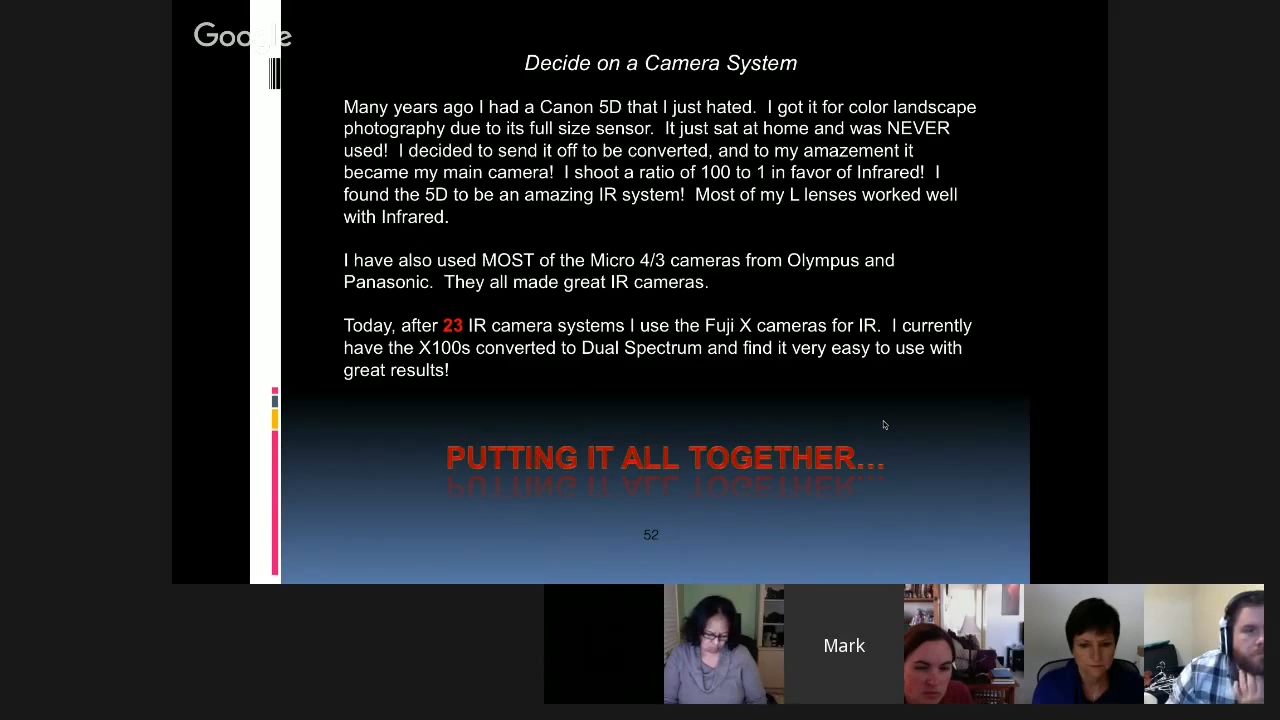 Google
Decide on a Camera System
Many years ago I had a Canon 5D that I just hated.  I got it for color landscape
photography due to its full size sensor.  It just sat at home and was NEVER
used!  I decided to send it off to be converted, and to my amazement it
became my main camera!  I shoot a ratio of 100 to 1 in favor of Infrared!  I
found the 5D to be an amazing IR system!  Most of my L lenses worked well
with Infrared.
I have also used MOST of the Micro 4/3 cameras from Olympus and
Panasonic.  They all made great IR cameras.
Today, after 23 IR camera systems I use the Fuji X cameras for IR.  I currently
have the X100s converted to Dual Spectrum and find it very easy to use with
great results!
PUTTING IT ALL TOGETHER...
52
Mark